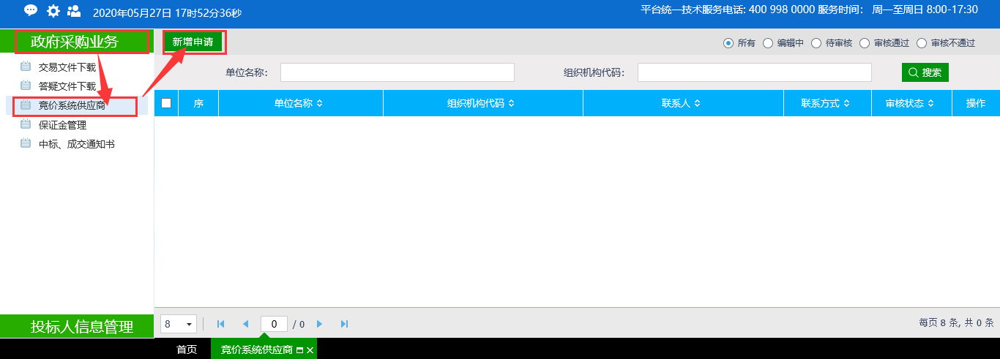 2020年05月27日 17时52分36秒
平台统一技术服务电话: 400 998 0000 服务时间： 周一至周日 8:00-17:30
政府采购业务
新增申请
所有 编辑中 待审核 审核通过 审核不通过
交易文件下载
答疑文件下载
竞价系统供应商
保证金管理
中标、成交通知书
单位名称： 组织机构代码： 搜索
序 单位名称 组织机构代码 联系人 联系方式 审核状态 操作
投标人信息管理
8 0 / 0 每页 8 条, 共 0 条
首页 竞价系统供应商